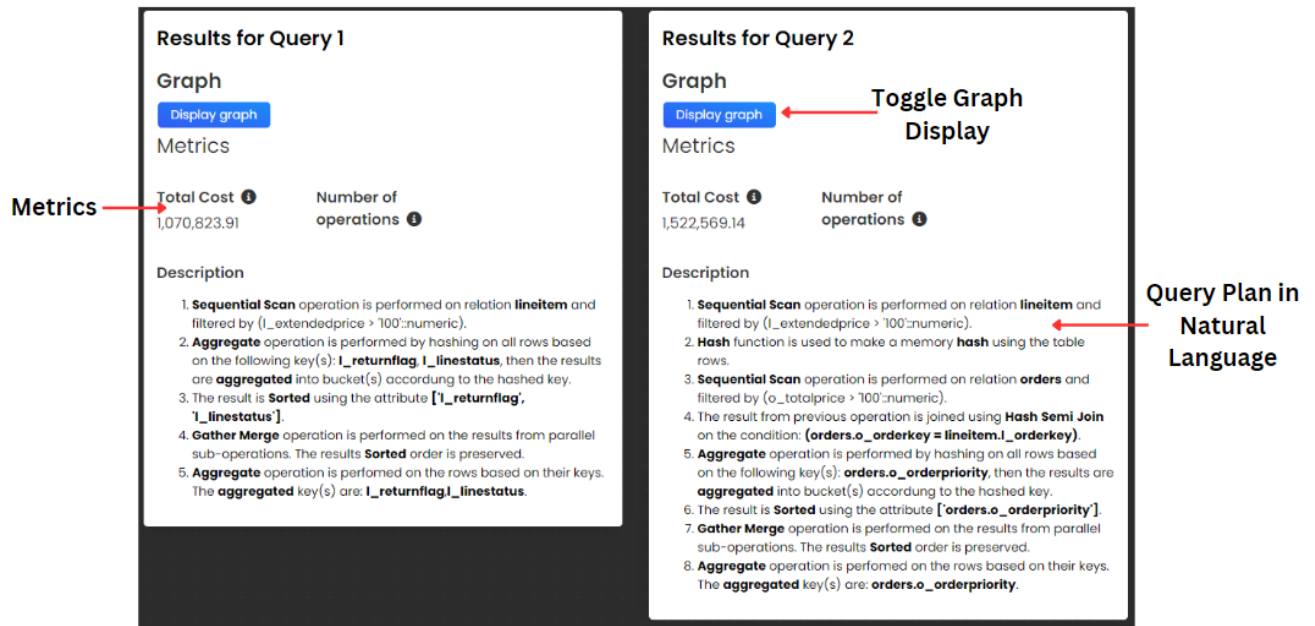 Results for Query 1
Graph
Display graph
Metrics
Total Cost
Number of
operations
1,070,823.91
Description
1. Sequential Scan operation is performed on relation lineitem and
filtered by (l_extendedprice > '100'::numeric).
2. Aggregate operation is performed by hashing on all rows based
on the following key(s): l_returnflag, l_linestatus, then the results
are aggregated into bucket(s) accordung to the hashed key.
3. The result is Sorted using the attribute ['l_returnflag',
'l_linestatus'].
4. Gather Merge operation is performed on the results from parallel
sub-operations. The results Sorted order is preserved.
5. Aggregate operation is perfomed on the rows based on their keys.
The aggregated key(s) are: l_returnflag,l_linestatus.
Metrics
Results for Query 2
Graph
Display graph
Metrics
Total Cost
Number of
operations
1,522,569.14
Description
1. Sequential Scan operation is performed on relation lineitem and
filtered by (l_extendedprice > '100'::numeric).
2. Hash function is used to make a memory hash using the table
rows.
3. Sequential Scan operation is performed on relation orders and
filtered by (o_totalprice > '100'::numeric).
4. The result from previous operation is joined using Hash Semi Join
on the condition: (orders.o_orderkey = lineitem.l_orderkey).
5. Aggregate operation is performed by hashing on all rows based
on the following key(s): orders.o_orderpriority, then the results are
aggregated into bucket(s) accordung to the hashed key.
6. The result is Sorted using the attribute ['orders.o_orderpriority'].
7. Gather Merge operation is performed on the results from parallel
sub-operations. The results Sorted order is preserved.
8. Aggregate operation is perfomed on the rows based on their keys.
The aggregated key(s) are: orders.o_orderpriority.
Toggle Graph
Display
Query Plan in
Natural
Language